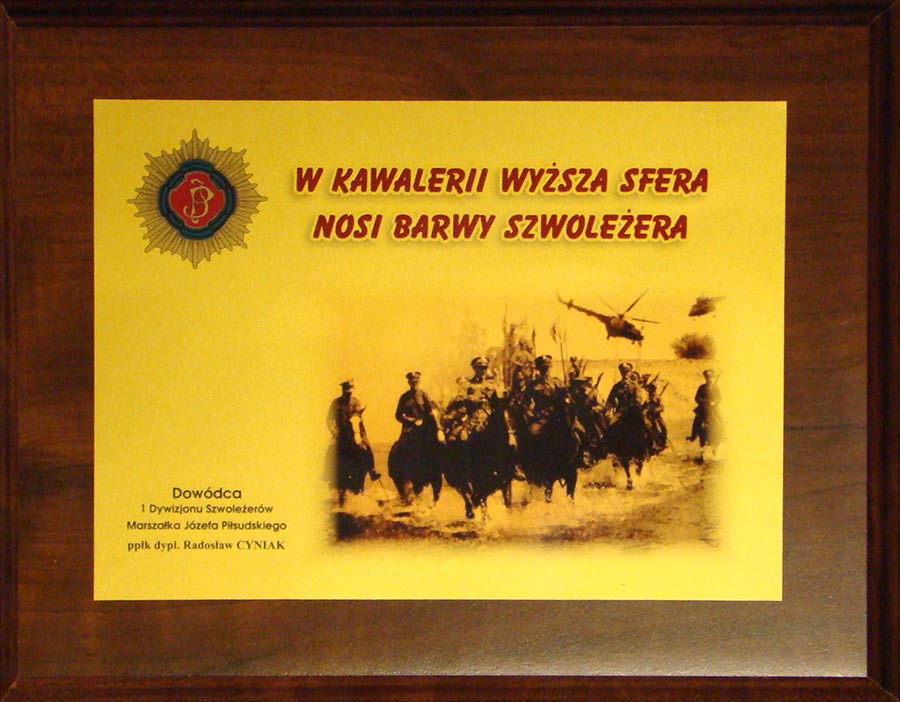 W KAWALERII WYŻSZA SFERA
NOSI BARWY SZWOLEŻERA
Dowódca
1 Dywizjonu Szwoleżerów
Marszałka Józefa Piłsudskiego
ppłk dypl. Radosław CYNIAK